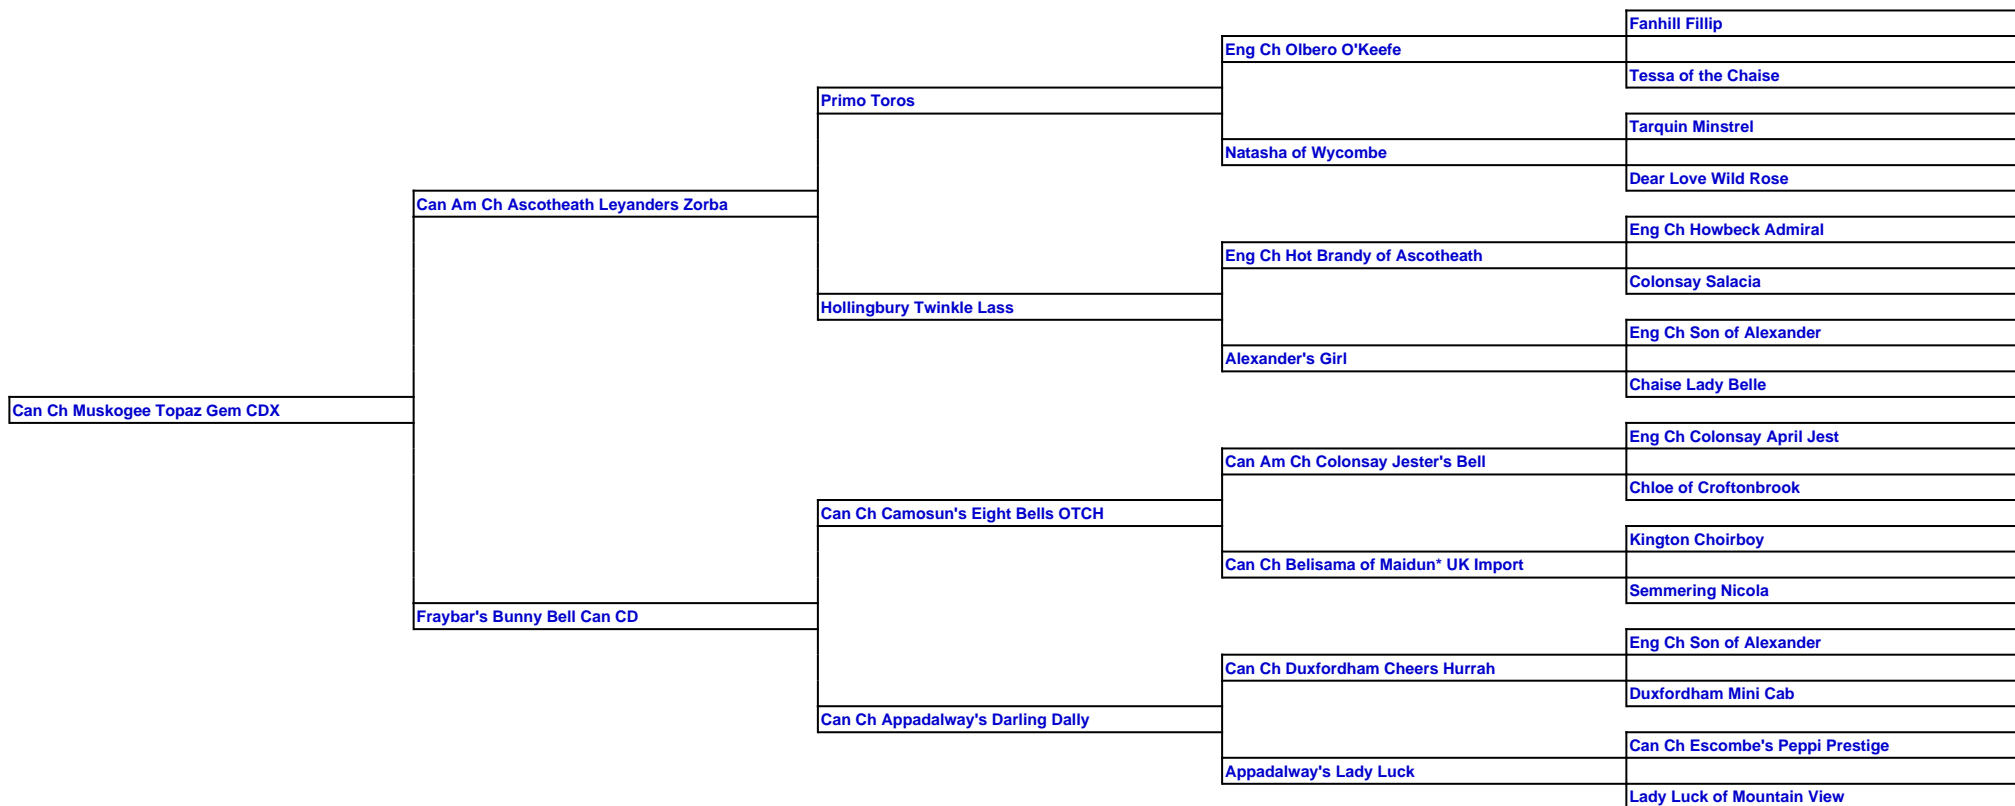 Fanhill Fillip
Eng Ch Olbero O'Keefe
Tessa of the Chaise
Primo Toros
Tarquin Minstrel
Natasha of Wycombe
Dear Love Wild Rose
Can Am Ch Ascotheath Leyanders Zorba
Eng Ch Howbeck Admiral
Eng Ch Hot Brandy of Ascotheath
Colonsay Salacia
Hollingbury Twinkle Lass
Eng Ch Son of Alexander
Alexander's Girl
Chaise Lady Belle
Can Ch Muskogee Topaz Gem CDX
Eng Ch Colonsay April Jest
Can Am Ch Colonsay Jester's Bell
Chloe of Croftonbrook
Can Ch Camosun's Eight Bells OTCH
Kington Choirboy
Can Ch Belisama of Maidun* UK Import
Semmering Nicola
Fraybar's Bunny Bell Can CD
Eng Ch Son of Alexander
Can Ch Duxfordham Cheers Hurrah
Duxfordham Mini Cab
Can Ch Appadalway's Darling Dally
Can Ch Escombe's Peppi Prestige
Appadalway's Lady Luck
Lady Luck of Mountain View